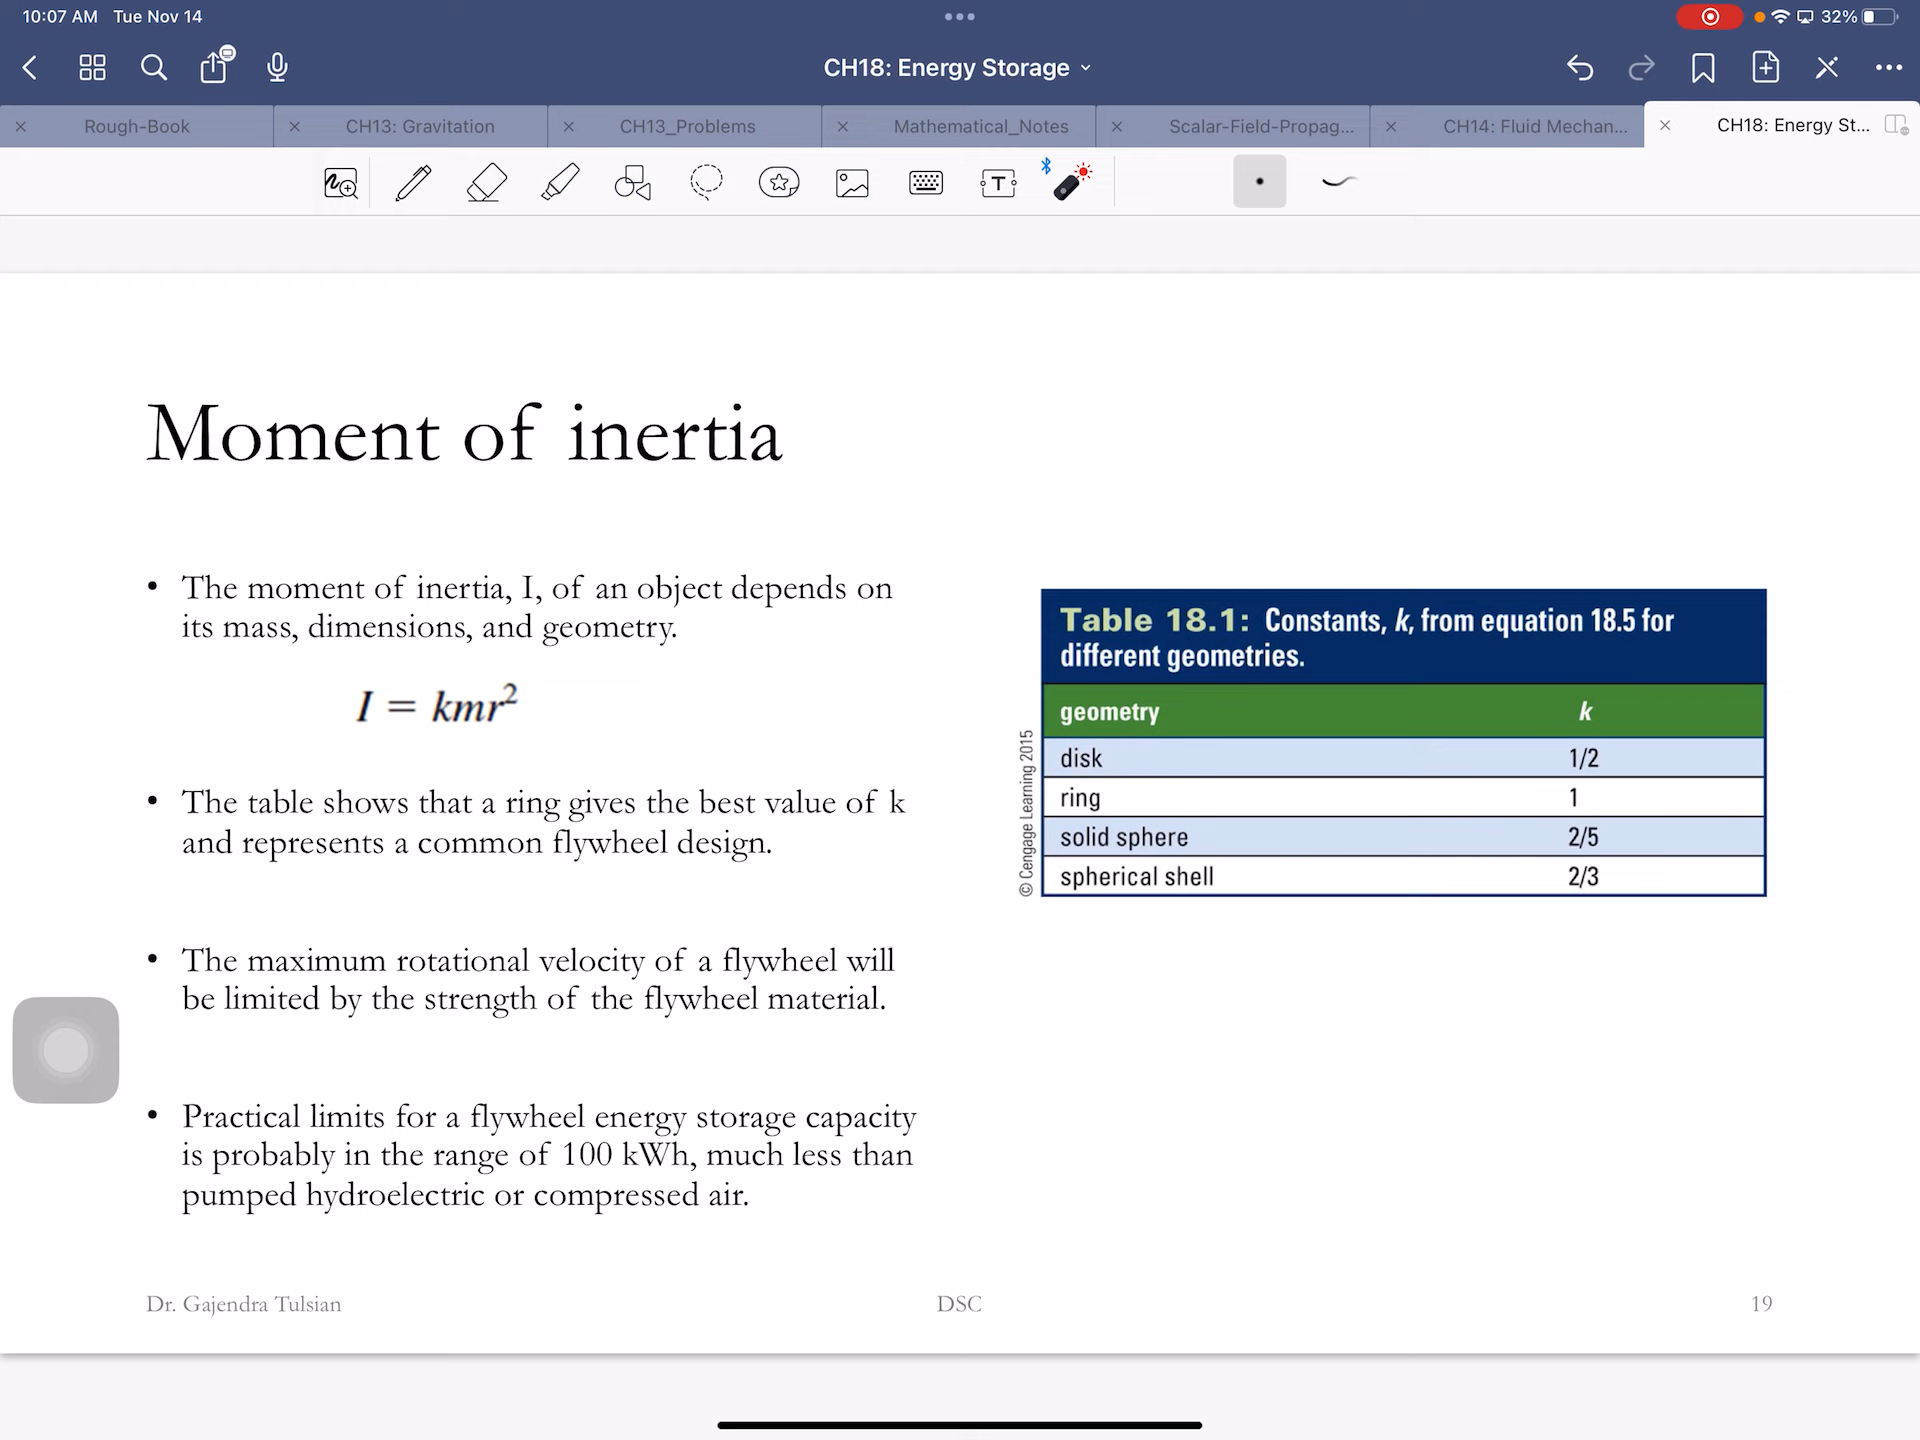 10:07 AM Tue Nov 14
32%
CH18: Energy Storage
Rough-Book
CH13: Gravitation
CH13_Problems
Mathematical_Notes
Scalar-Field-Propag...
CH14: Fluid Mechan...
CH18: Energy St...
T
Moment of inertia
• The moment of inertia, I, of an object depends on
its mass, dimensions, and geometry.
I = kmr²
• The table shows that a ring gives the best value of k
and represents a common flywheel design.
• The maximum rotational velocity of a flywheel will
be limited by the strength of the flywheel material.
• Practical limits for a flywheel energy storage capacity
is probably in the range of 100 kWh, much less than
pumped hydroelectric or compressed air.
Table 18.1: Constants, k, from equation 18.5 for
different geometries.
geometry k
disk 1/2
ring 1
solid sphere 2/5
spherical shell 2/3
© Cengage Learning 2015
Dr. Gajendra Tulsian
DSC
19